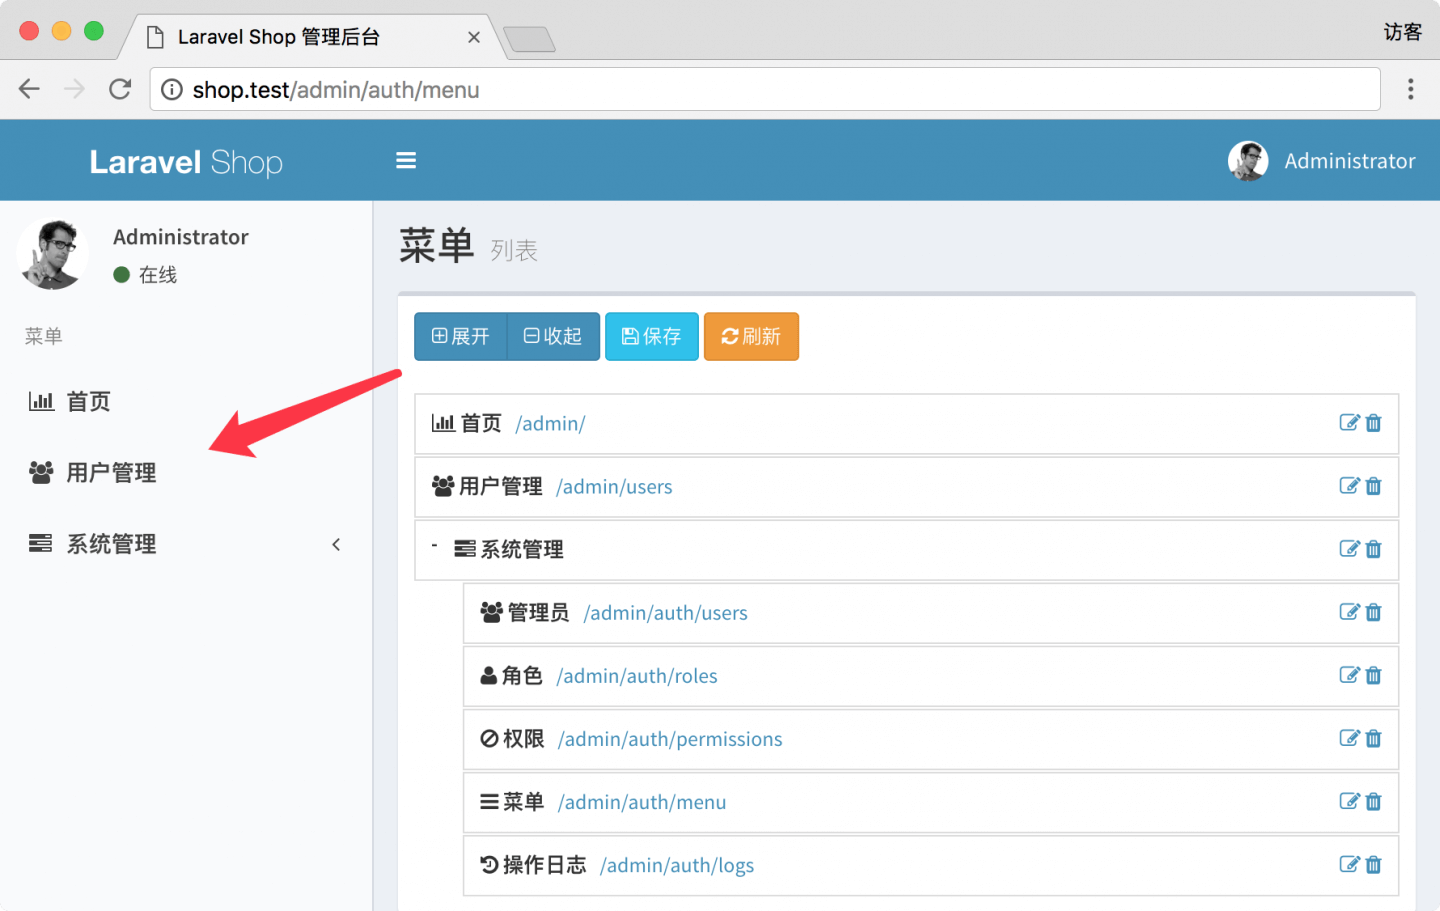 Laravel Shop 管理后台
访客
shop.test/admin/auth/menu
Laravel Shop
Administrator
Administrator
在线
菜单
首页
用户管理
系统管理
菜单 列表
展开 收起 保存 刷新
首页 /admin/
用户管理 /admin/users
- 系统管理
管理员 /admin/auth/users
角色 /admin/auth/roles
权限 /admin/auth/permissions
菜单 /admin/auth/menu
操作日志 /admin/auth/logs